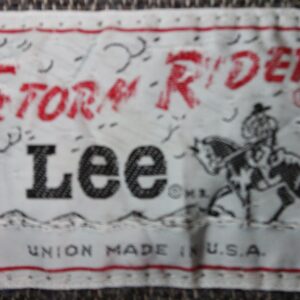 STORM RIDER
Lee ® M.R.
UNION MADE IN U.S.A.